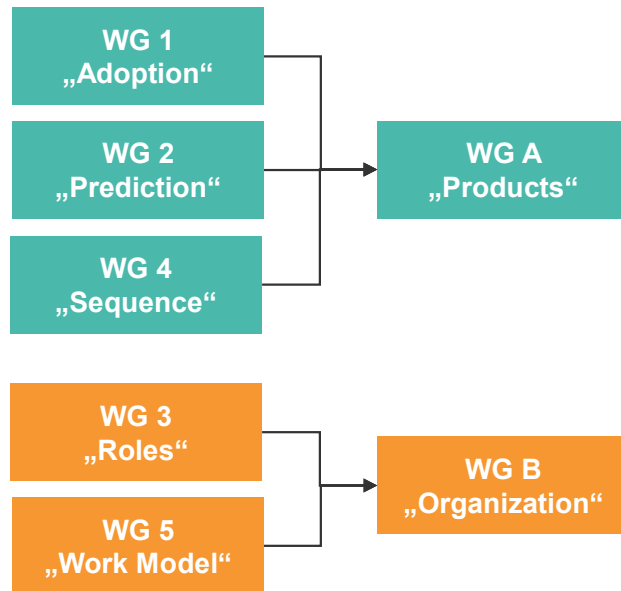 WG 1
„Adoption“
WG 2
„Prediction“
WG 4
„Sequence“
WG A
„Products“
WG 3
„Roles“
WG 5
„Work Model“
WG B
„Organization“